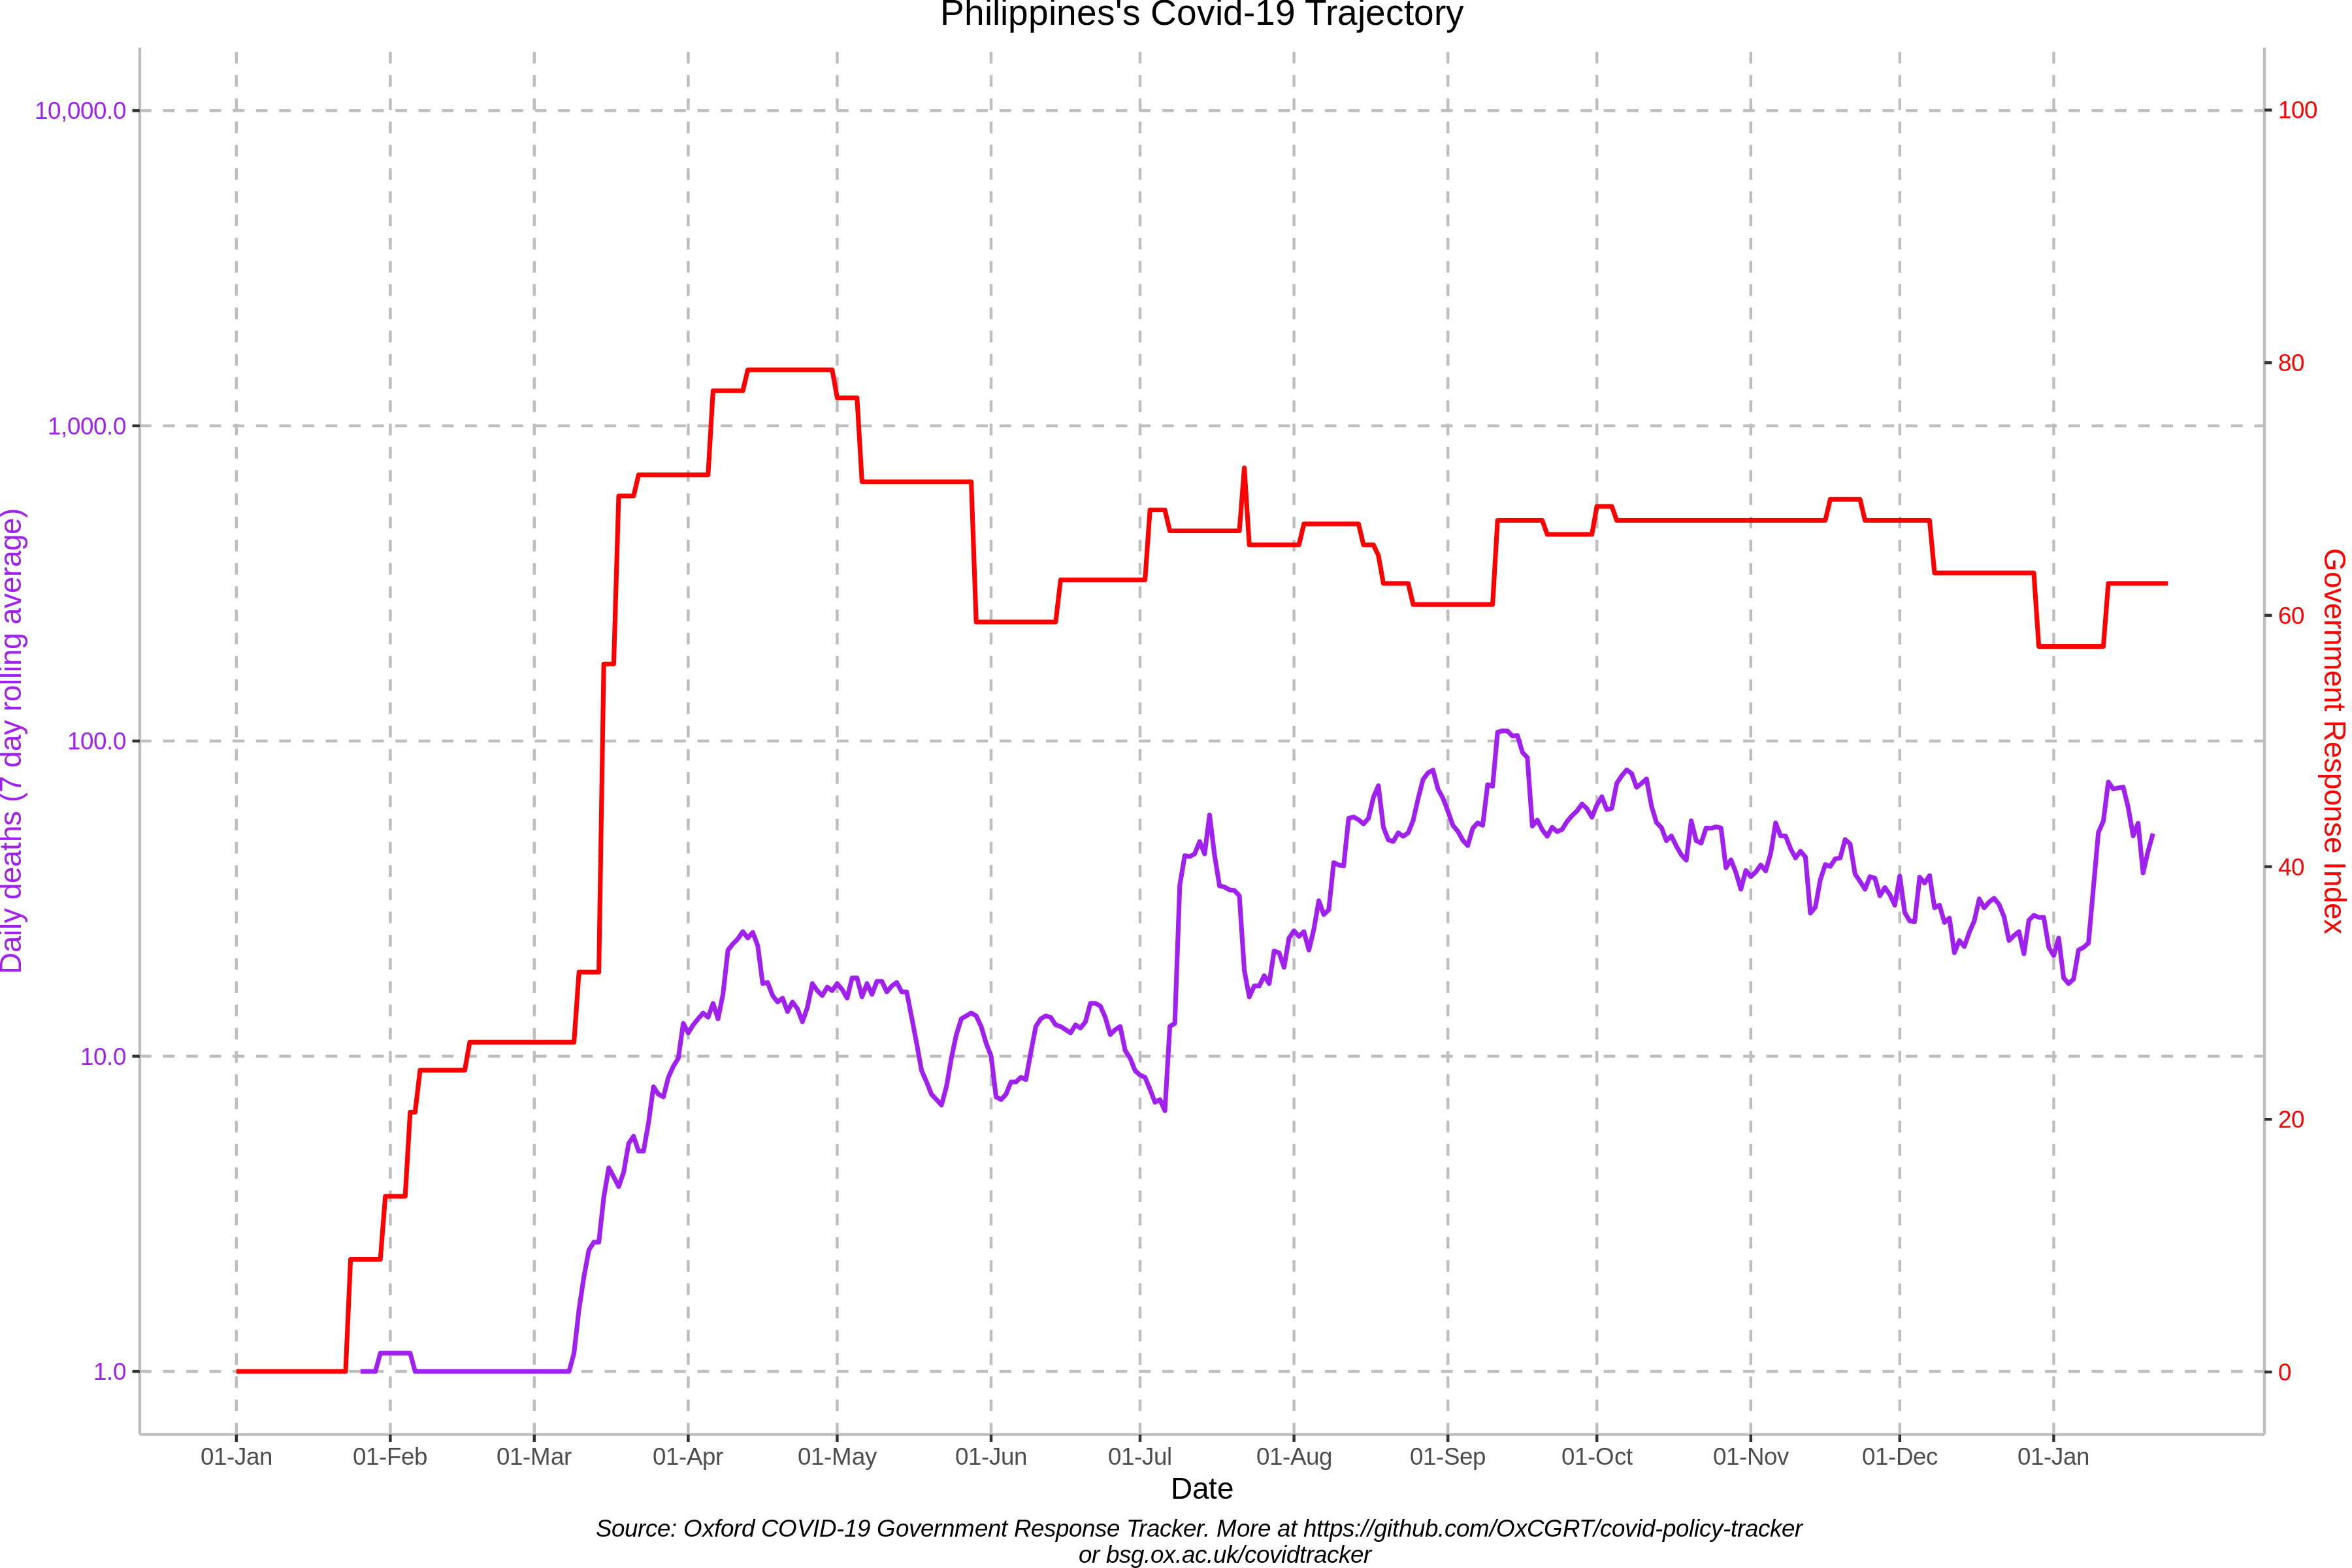 Philippines's Covid-19 Trajectory
10,000.0
1,000.0
100.0
10.0
1.0
Daily deaths (7 day rolling average)
100
80
60
40
20
0
Government Response Index
01-Jan 01-Feb 01-Mar 01-Apr 01-May 01-Jun 01-Jul 01-Aug 01-Sep 01-Oct 01-Nov 01-Dec 01-Jan
Date
Source: Oxford COVID-19 Government Response Tracker. More at https://github.com/OxCGRT/covid-policy-tracker
or bsg.ox.ac.uk/covidtracker